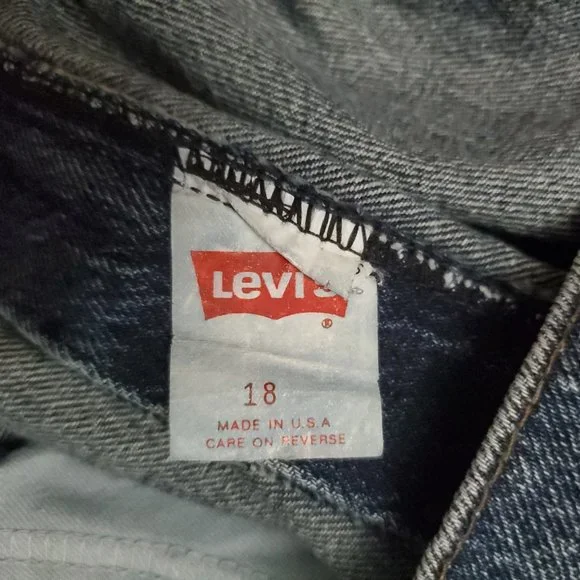 Levi's
®
18
MADE IN U.S.A
CARE ON REVERSE